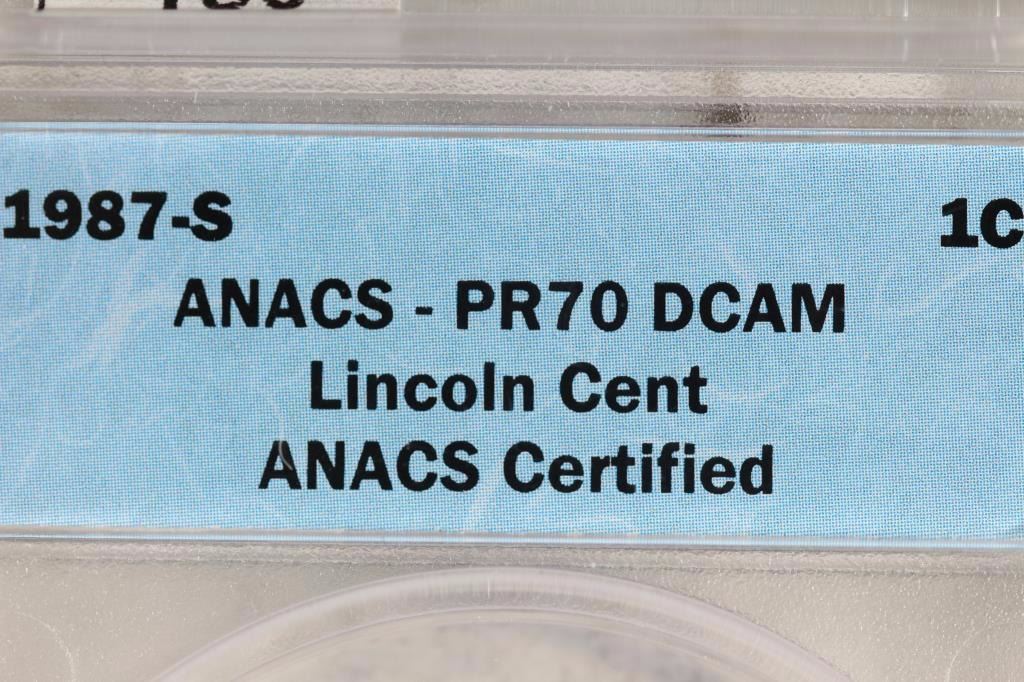 1987-S 1C
ANACS - PR70 DCAM
Lincoln Cent
ANACS Certified